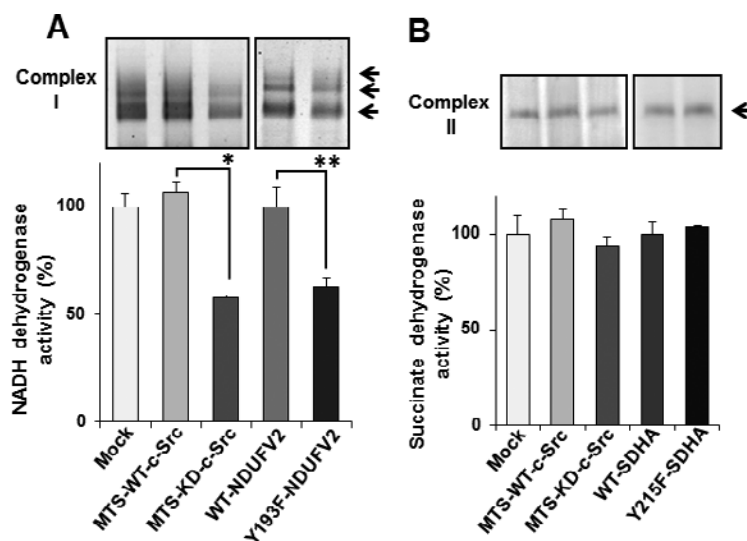 A
Complex
I
NADH dehydrogenase
activity (%)
100
50
0
*
**
Mock
MTS-WT-c-Src
MTS-KD-c-Src
WT-NDUFV2
Y193F-NDUFV2
B
Complex
II
Succinate dehydrogenase
activity (%)
100
50
0
Mock
MTS-WT-c-Src
MTS-KD-c-Src
WT-SDHA
Y215F-SDHA